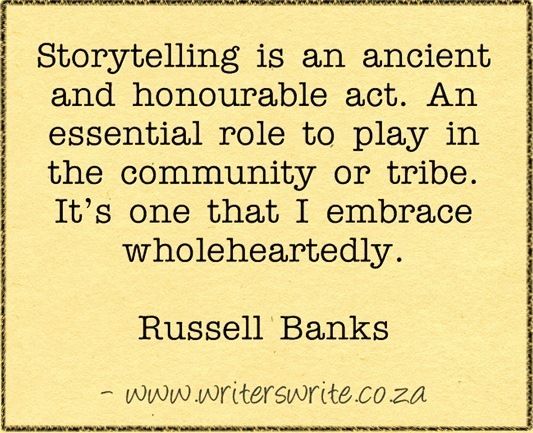 Storytelling is an ancient
and honourable act. An
essential role to play in
the community or tribe.
It's one that I embrace
wholeheartedly.
Russell Banks
- www.writerswrite.co.za